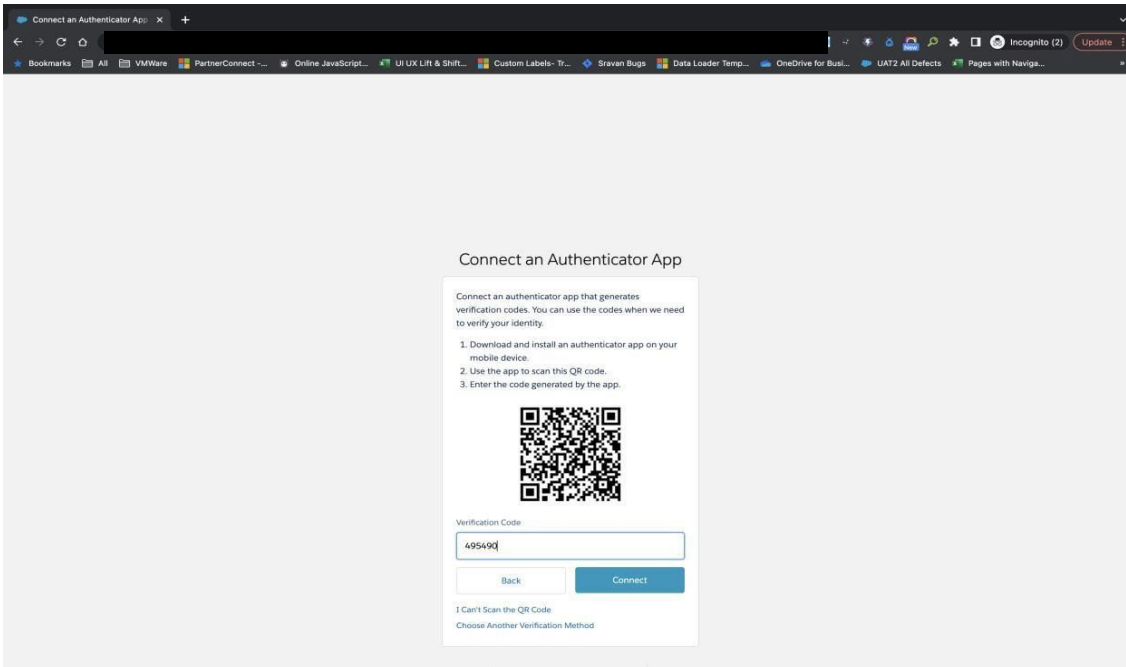 Connect an Authenticator App
New
Incognito (2)
Update
Bookmarks All VMWare PartnerConnect -... Online JavaScript... UI UX Lift & Shift... Custom Labels- Tr... Sravan Bugs Data Loader Temp... OneDrive for Busi... UAT2 All Defects Pages with Naviga...
Connect an Authenticator App
Connect an authenticator app that generates
verification codes. You can use the codes when we need
to verify your identity.
1. Download and install an authenticator app on your
mobile device.
2. Use the app to scan this QR code.
3. Enter the code generated by the app.
Verification Code
495490
Back Connect
I Can't Scan the QR Code
Choose Another Verification Method